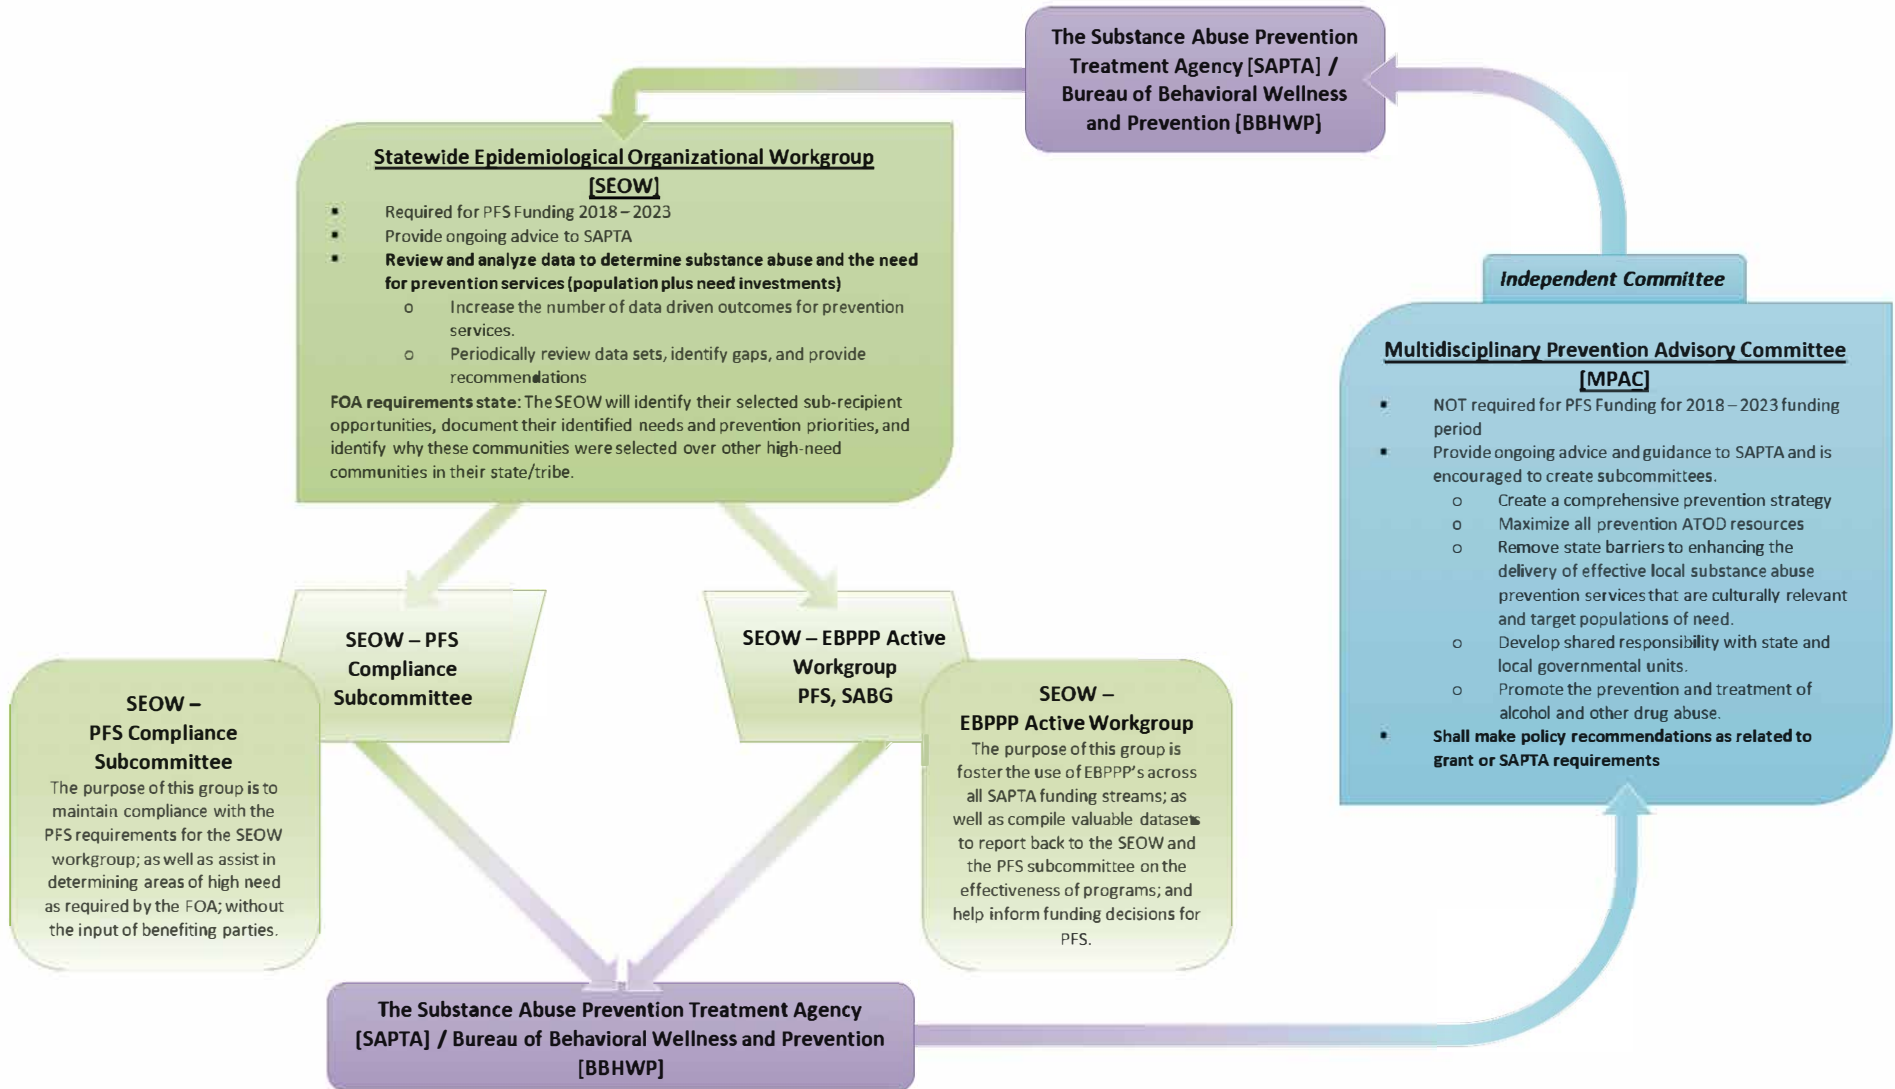 The Substance Abuse Prevention
Treatment Agency [SAPTA] /
Bureau of Behavioral Wellness
and Prevention [BBHWP]
Statewide Epidemiological Organizational Workgroup
[SEOW]
▪ Required for PFS Funding 2018 – 2023
▪ Provide ongoing advice to SAPTA
▪ Review and analyze data to determine substance abuse and the need
for prevention services (population plus need investments)
o Increase the number of data driven outcomes for prevention
services.
o Periodically review data sets, identify gaps, and provide
recommendations
FOA requirements state: The SEOW will identify their selected sub-recipient
opportunities, document their identified needs and prevention priorities, and
identify why these communities were selected over other high-need
communities in their state/tribe.
Independent Committee
Multidisciplinary Prevention Advisory Committee
[MPAC]
▪ NOT required for PFS Funding for 2018 – 2023 funding
period
▪ Provide ongoing advice and guidance to SAPTA and is
encouraged to create subcommittees.
o Create a comprehensive prevention strategy
o Maximize all prevention ATOD resources
o Remove state barriers to enhancing the
delivery of effective local substance abuse
prevention services that are culturally relevant
and target populations of need.
o Develop shared responsibility with state and
local governmental units.
o Promote the prevention and treatment of
alcohol and other drug abuse.
▪ Shall make policy recommendations as related to
grant or SAPTA requirements
SEOW – PFS
Compliance
Subcommittee
SEOW – EBPPP Active
Workgroup
PFS, SABG
SEOW –
PFS Compliance
Subcommittee
The purpose of this group is to
maintain compliance with the
PFS requirements for the SEOW
workgroup; as well as assist in
determining areas of high need
as required by the FOA; without
the input of benefiting parties.
SEOW –
EBPPP Active Workgroup
The purpose of this group is
foster the use of EBPPP's across
all SAPTA funding streams; as
well as compile valuable datasets
to report back to the SEOW and
the PFS subcommittee on the
effectiveness of programs; and
help inform funding decisions for
PFS.
The Substance Abuse Prevention Treatment Agency
[SAPTA] / Bureau of Behavioral Wellness and Prevention
[BBHWP]